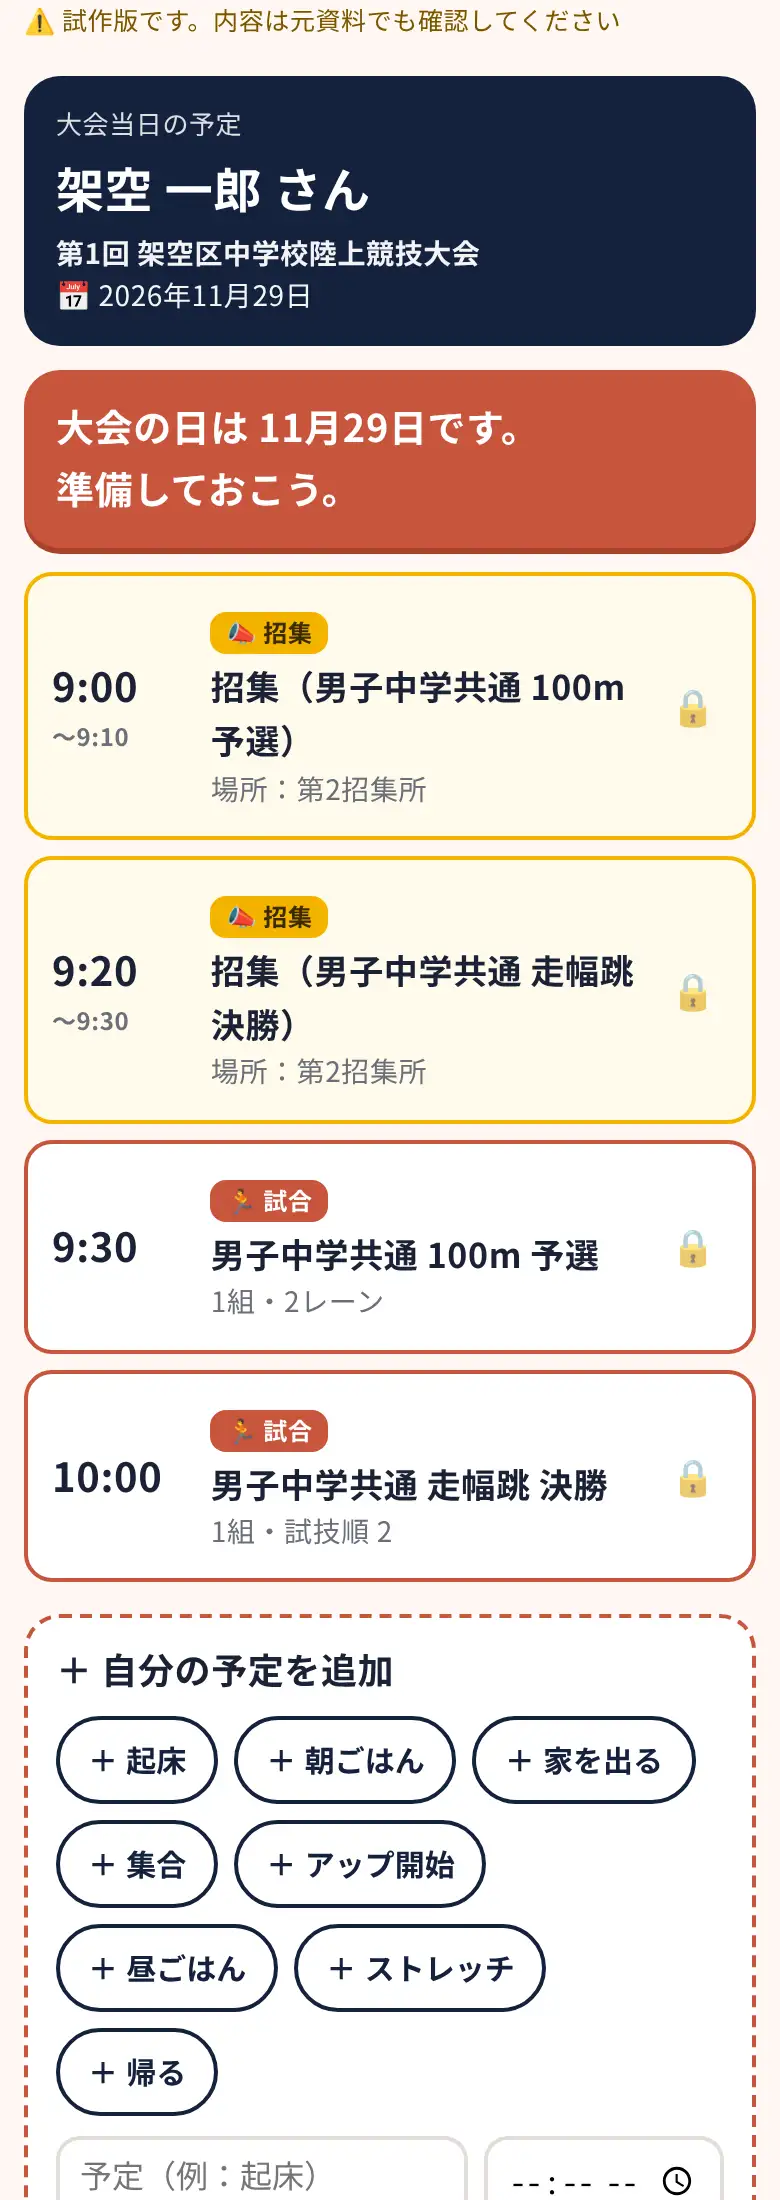 ⚠️ 試作版です。内容は元資料でも確認してください
大会当日の予定
架空 一郎 さん
第1回 架空区中学校陸上競技大会
📅 2026年11月29日
大会の日は 11月29日です。
準備しておこう。
📣 招集
9:00
～9:10
招集（男子中学共通 100m
予選）
場所：第2招集所
🔒
📣 招集
9:20
～9:30
招集（男子中学共通 走幅跳
決勝）
場所：第2招集所
🔒
🏃 試合
9:30
男子中学共通 100m 予選
1組・2レーン
🔒
🏃 試合
10:00
男子中学共通 走幅跳 決勝
1組・試技順 2
🔒
＋ 自分の予定を追加
＋ 起床
＋ 朝ごはん
＋ 家を出る
＋ 集合
＋ アップ開始
＋ 昼ごはん
＋ ストレッチ
＋ 帰る
予定（例：起床）
--:-- --